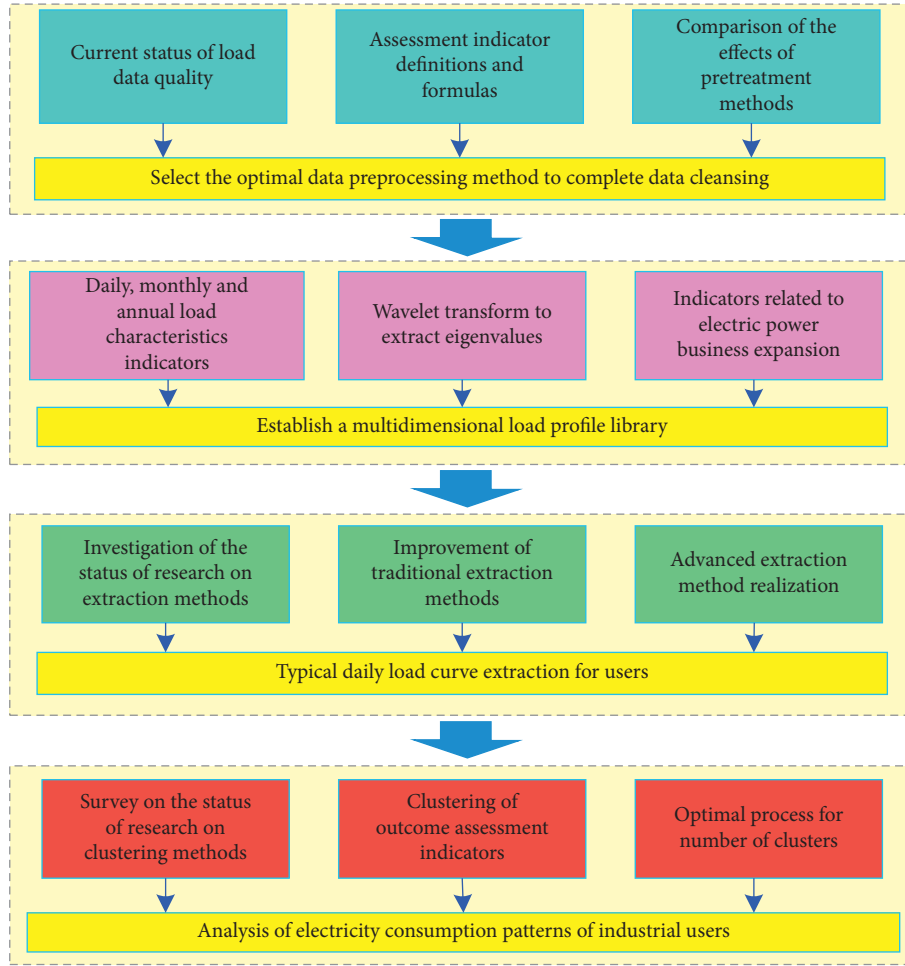 Current status of load
data quality
Assessment indicator
definitions and
formulas
Comparison of the
effects of
pretreatment
methods
Select the optimal data preprocessing method to complete data cleansing
Daily, monthly and
annual load
characteristics
indicators
Wavelet transform to
extract eigenvalues
Indicators related to
electric power
business expansion
Establish a multidimensional load profile library
Investigation of the
status of research on
extraction methods
Improvement of
traditional extraction
methods
Advanced extraction
method realization
Typical daily load curve extraction for users
Survey on the status
of research on
clustering methods
Clustering of
outcome assessment
indicators
Optimal process for
number of clusters
Analysis of electricity consumption patterns of industrial users